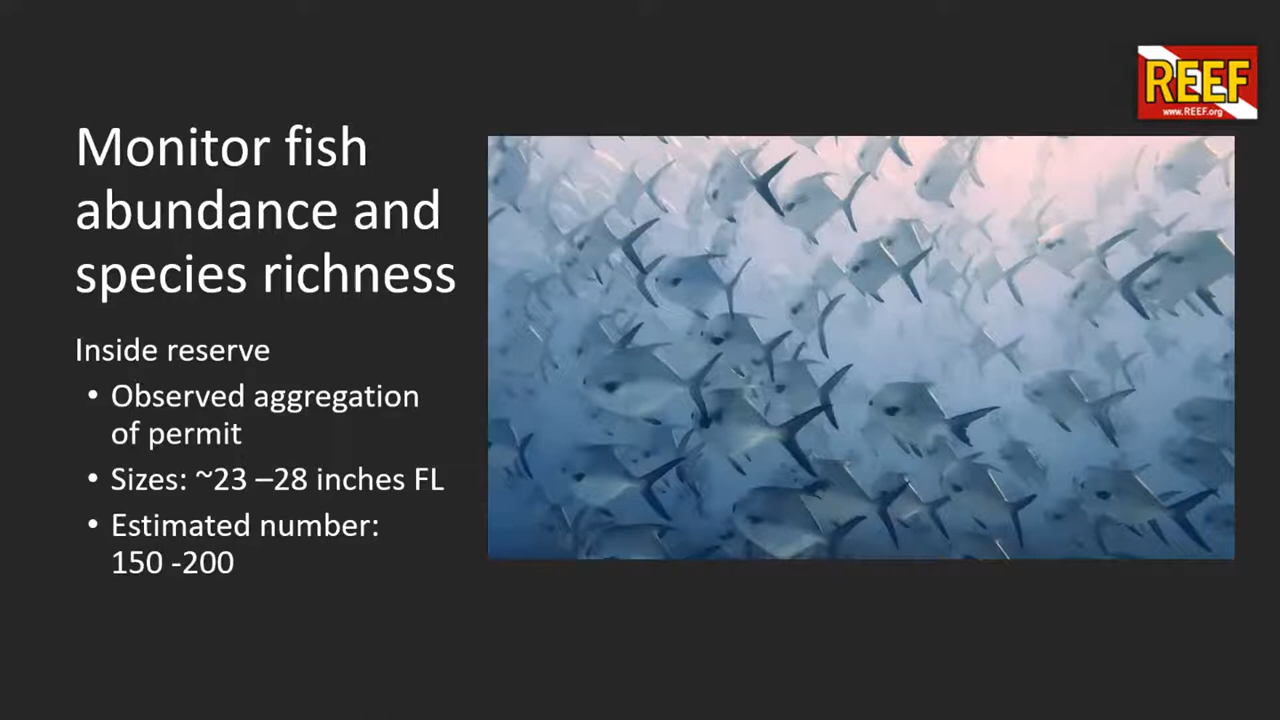 REEF
www.REEF.org
Monitor fish
abundance and
species richness
Inside reserve
• Observed aggregation
of permit
• Sizes: ~23 –28 inches FL
• Estimated number:
150 -200